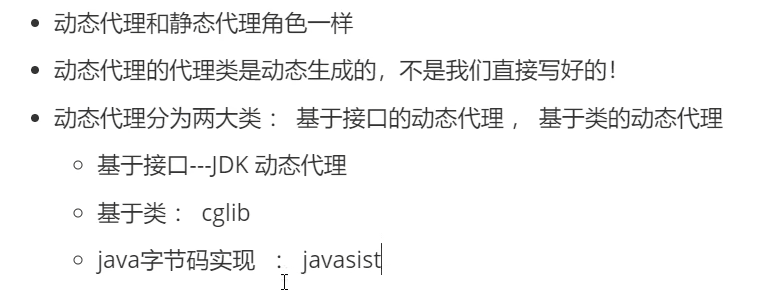 动态代理和静态代理角色一样
动态代理的代理类是动态生成的，不是我们直接写好的！
动态代理分为两大类： 基于接口的动态代理， 基于类的动态代理
基于接口---JDK 动态代理
基于类： cglib
java字节码实现 ： javasist